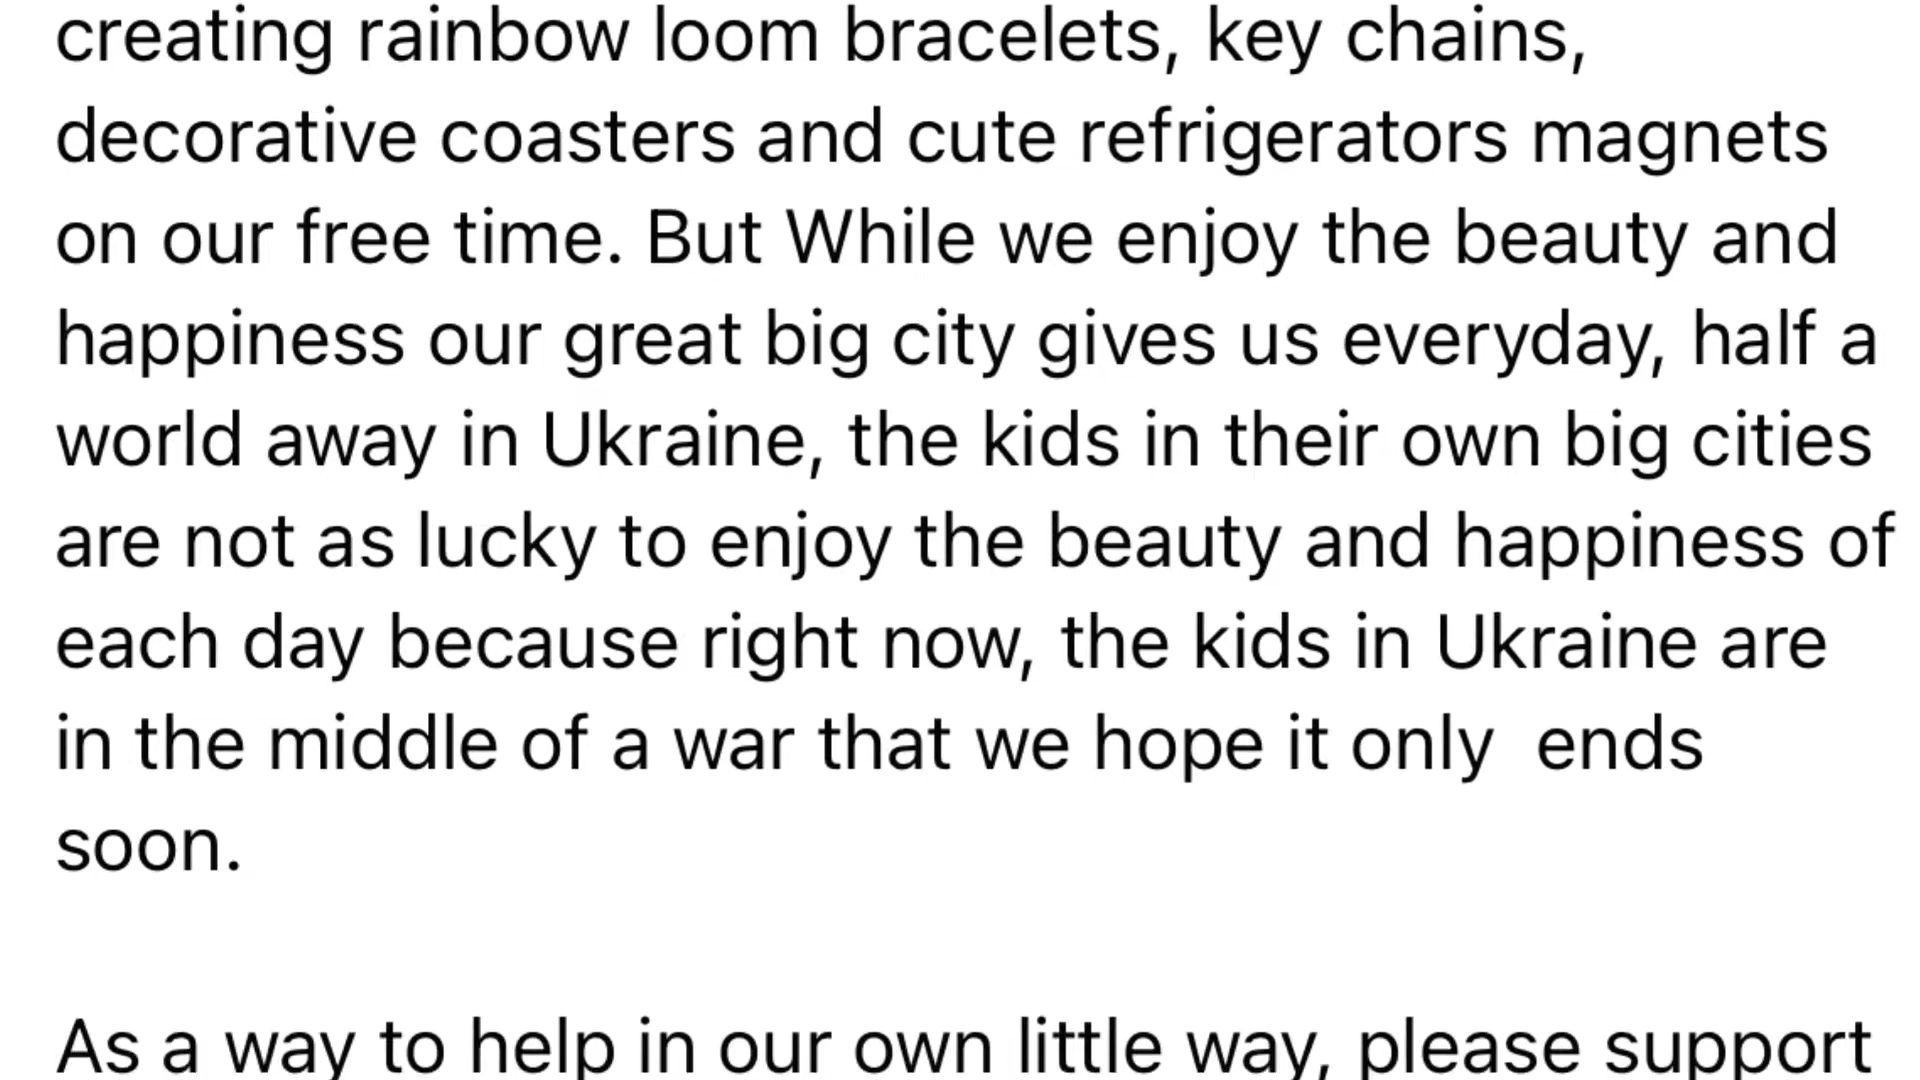 creating rainbow loom bracelets, key chains,
decorative coasters and cute refrigerators magnets
on our free time. But While we enjoy the beauty and
happiness our great big city gives us everyday, half a
world away in Ukraine, the kids in their own big cities
are not as lucky to enjoy the beauty and happiness of
each day because right now, the kids in Ukraine are
in the middle of a war that we hope it only  ends
soon.
As a way to help in our own little way, please support